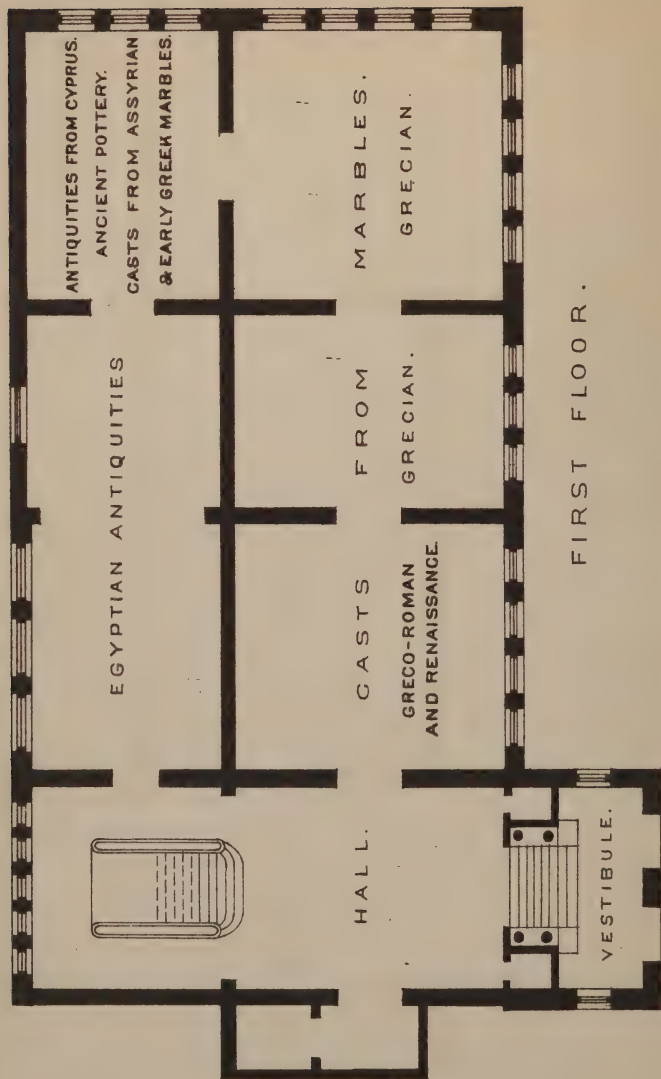 ANTIQUITIES FROM CYPRUS.
ANCIENT POTTERY.
CASTS FROM ASSYRIAN
& EARLY GREEK MARBLES.
EGYPTIAN ANTIQUITIES
HALL.
CASTS FROM MARBLES.
GRECO-ROMAN
AND RENAISSANCE.
GRECIAN.
GRECIAN.
VESTIBULE.
FIRST FLOOR.